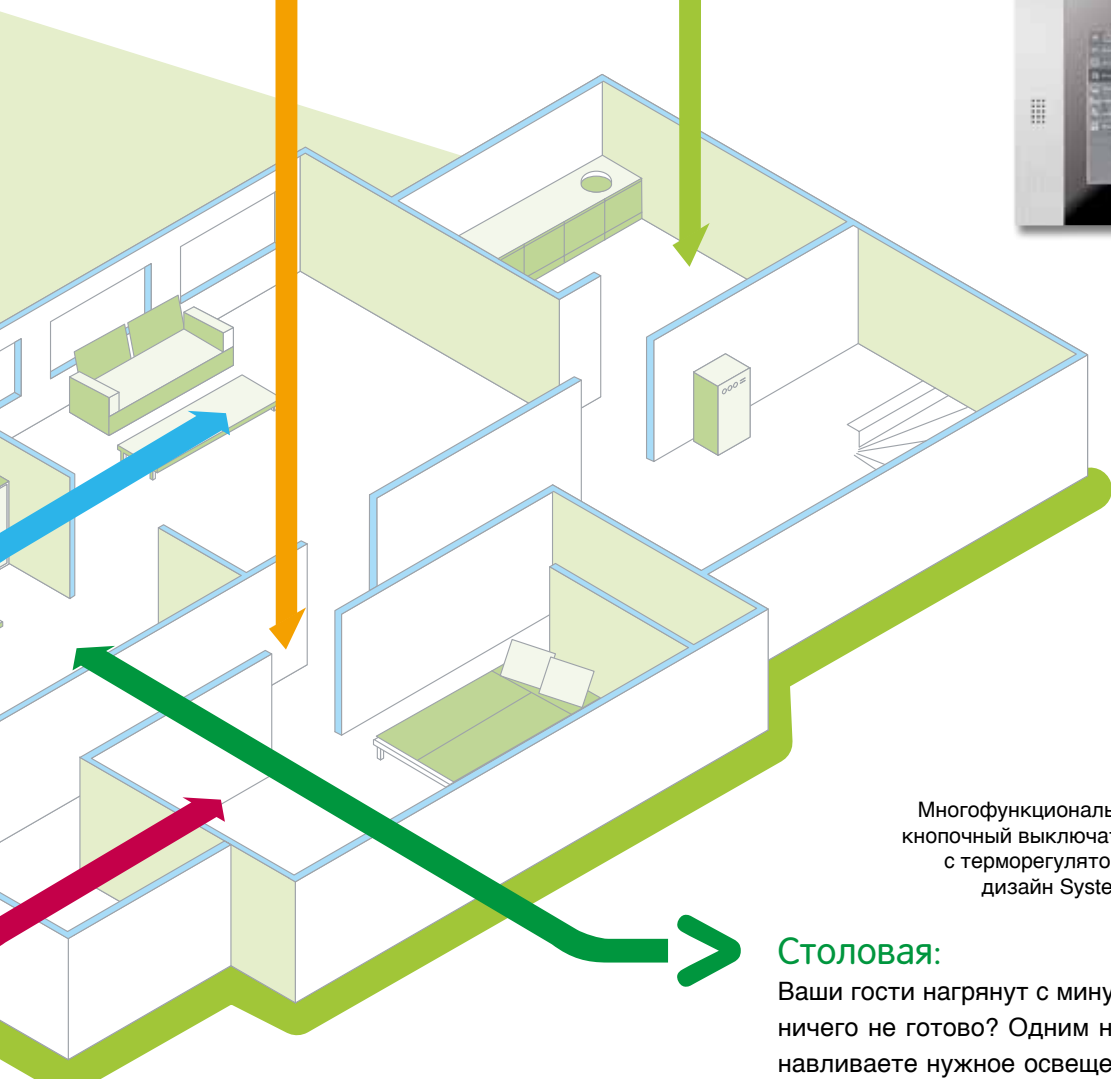 Многофункциональ
кнопочный выключат
с терморегулято
дизайн Syste
Столовая:
Ваши гости нагрянут с мину
ничего не готово? Одним н
навливаете нужное освеще